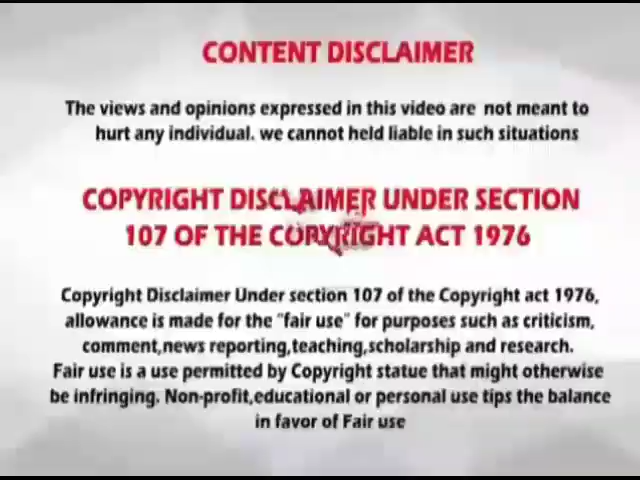 CONTENT DISCLAIMER
The views and opinions expressed in this video are not meant to
hurt any individual. we cannot held liable in such situations
COPYRIGHT DISCLAIMER UNDER SECTION
107 OF THE COPYRIGHT ACT 1976
Copyright Disclaimer Under section 107 of the Copyright act 1976,
allowance is made for the "fair use" for purposes such as criticism,
comment,news reporting,teaching,scholarship and research.
Fair use is a use permitted by Copyright statue that might otherwise
be infringing. Non-profit,educational or personal use tips the balance
in favor of Fair use